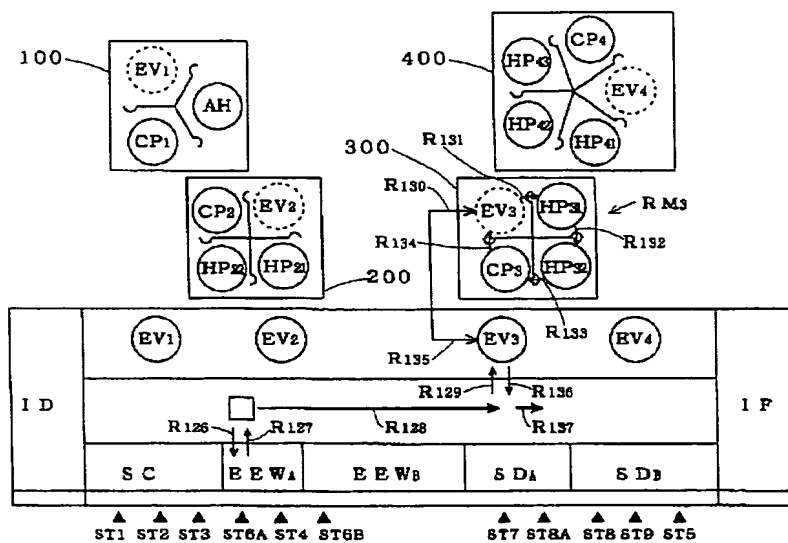 100
EV1
AH
CP1
400
CP4
HP43
EV4
HP42
HP41
300
R131
R130
EV3
HP31
RM3
R134
R132
CP3
HP32
R133
CP2
EV2
HP22
HP21
200
EV1
EV2
EV3
EV4
R135
ID
IF
R129
R136
R126
R127
R128
R137
SC
EEWA
EEWB
SDA
SDB
ST1 ST2 ST3 ST6A ST4 ST6B ST7 ST8A ST8 ST9 ST5